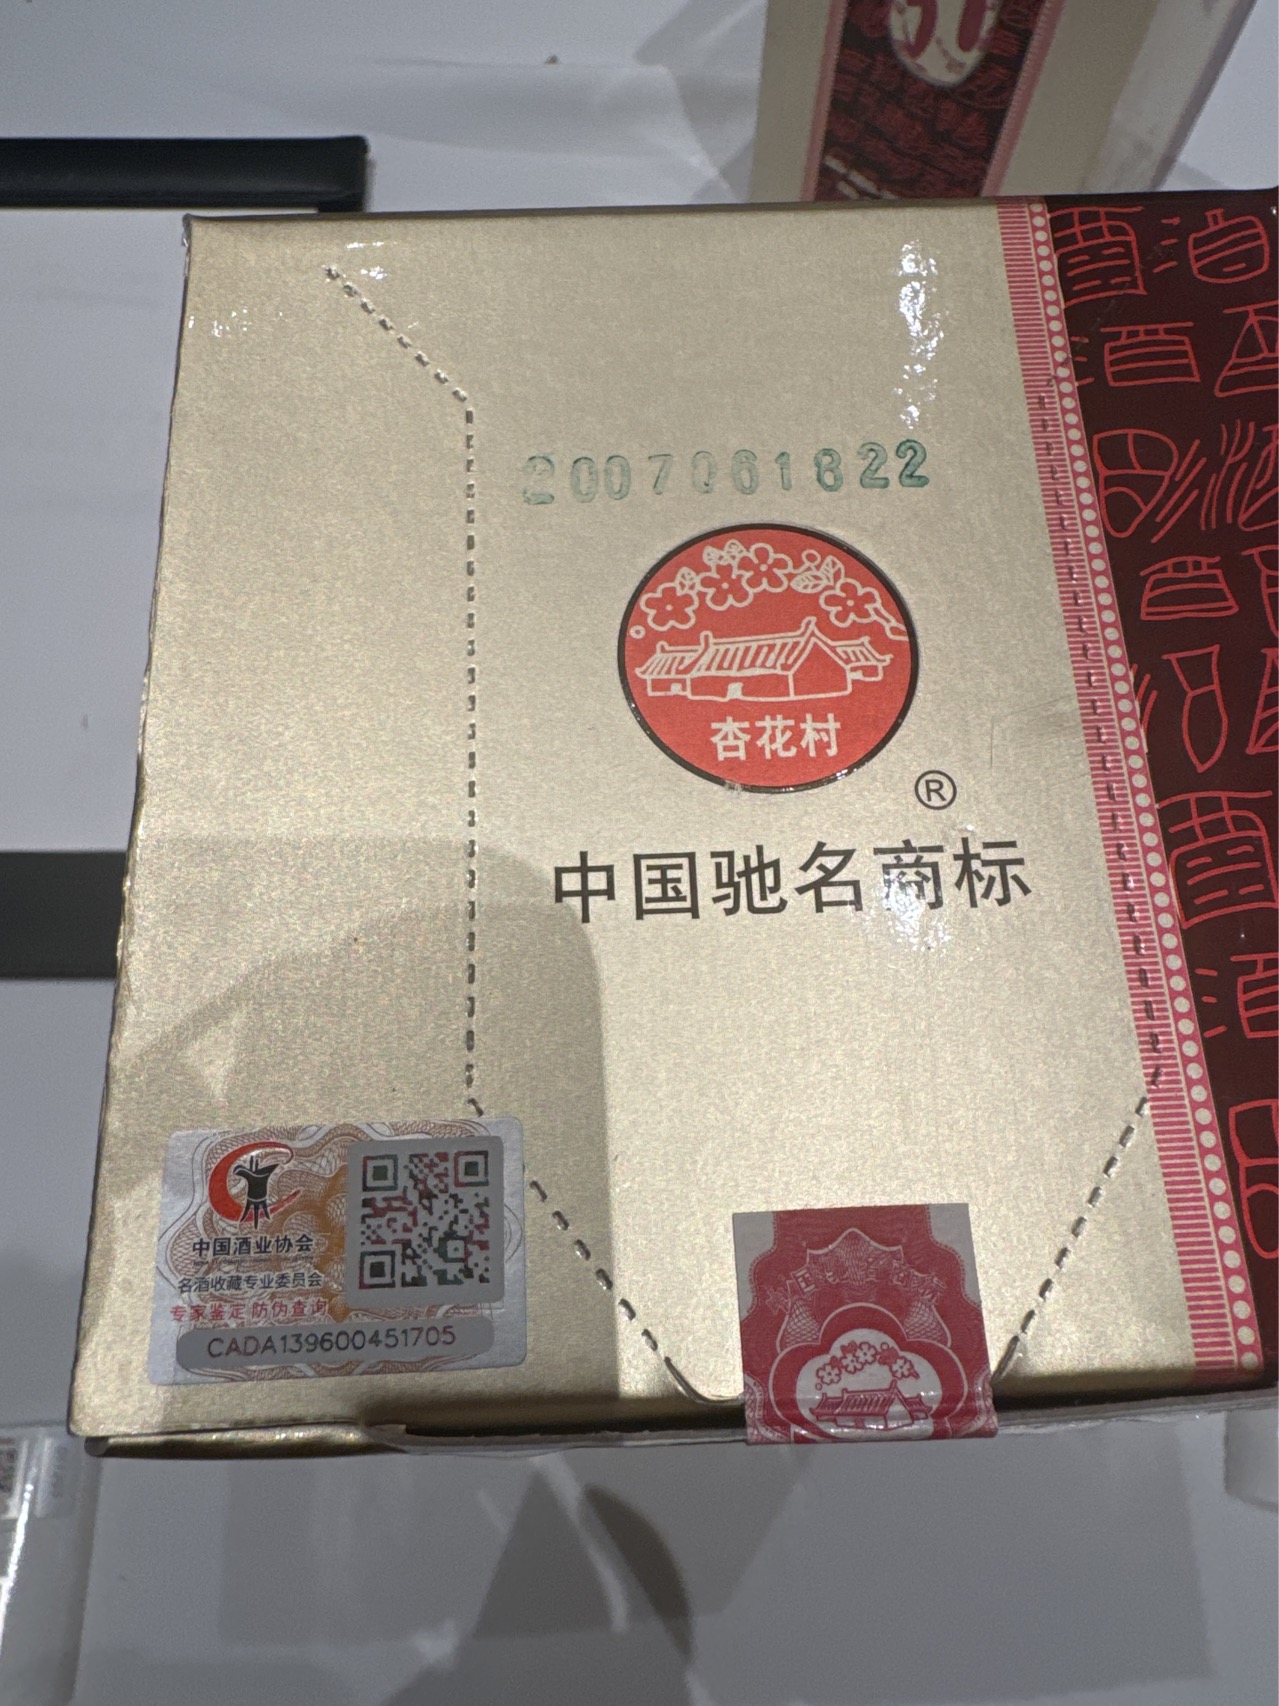 2007061822
杏花村
®
中国驰名商标
中国酒业协会
名酒收藏专业委员会
专家鉴定 防伪查询
CADA139600451705